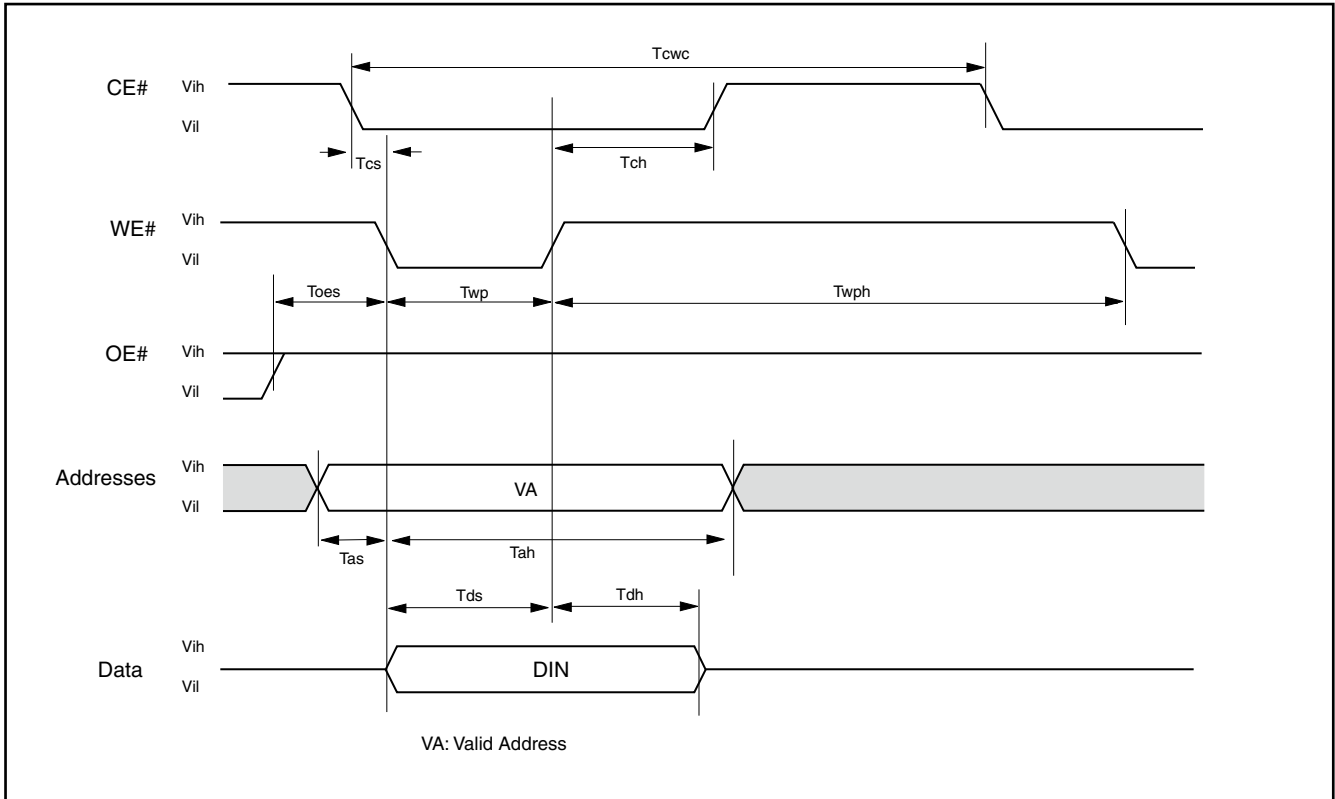 Tcwc
CE#
Vih
Vil
Tcs
Tch
WE#
Vih
Vil
Toes
Twp
Twph
OE#
Vih
Vil
Addresses
Vih
Vil
VA
Tas
Tah
Tds
Tdh
Data
Vih
Vil
DIN
VA: Valid Address